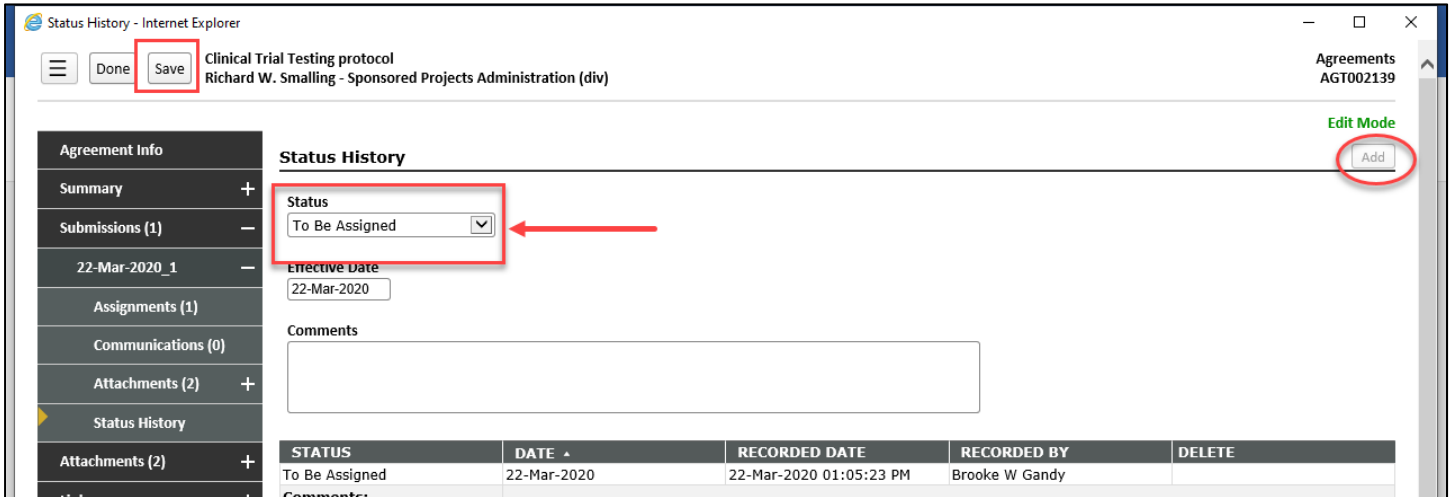 Status History - Internet Explorer
Done Save Clinical Trial Testing protocol Agreements
Richard W. Smalling - Sponsored Projects Administration (div) AGT002139
Edit Mode
Agreement Info
Status History Add
Summary
Status
To Be Assigned
Submissions (1)
22-Mar-2020_1
Effective Date
22-Mar-2020
Assignments (1)
Comments
Communications (0)
Attachments (2)
Status History
STATUS DATE RECORDED DATE RECORDED BY DELETE
Attachments (2)
To Be Assigned 22-Mar-2020 22-Mar-2020 01:05:23 PM Brooke W Gandy
Comments: